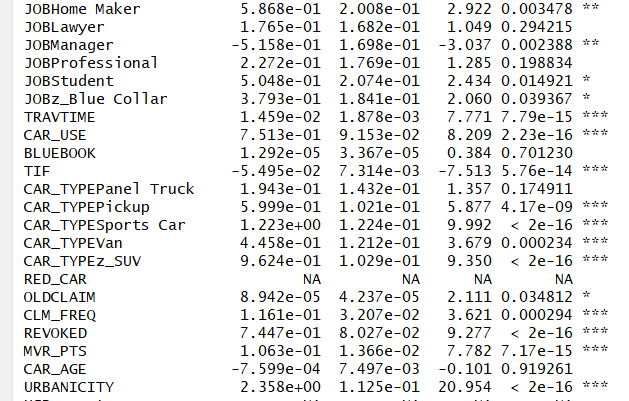 JOBHome Maker 5.868e-01 2.008e-01 2.922 0.003478 **
JOBLawyer 1.765e-01 1.682e-01 1.049 0.294215
JOBManager -5.158e-01 1.698e-01 -3.037 0.002388 **
JOBProfessional 2.272e-01 1.769e-01 1.285 0.198834
JOBStudent 5.048e-01 2.074e-01 2.434 0.014921 *
JOBz_Blue Collar 3.793e-01 1.841e-01 2.060 0.039367 *
TRAVTIME 1.459e-02 1.878e-03 7.771 7.79e-15 ***
CAR_USE 7.513e-01 9.153e-02 8.209 2.23e-16 ***
BLUEBOOK 1.292e-05 3.367e-05 0.384 0.701230
TIF -5.495e-02 7.314e-03 -7.513 5.76e-14 ***
CAR_TYPEPanel Truck 1.943e-01 1.432e-01 1.357 0.174911
CAR_TYPEPickup 5.999e-01 1.021e-01 5.877 4.17e-09 ***
CAR_TYPESports Car 1.223e+00 1.224e-01 9.992 < 2e-16 ***
CAR_TYPEVan 4.458e-01 1.212e-01 3.679 0.000234 ***
CAR_TYPEz_SUV 9.624e-01 1.029e-01 9.350 < 2e-16 ***
RED_CAR NA NA NA NA
OLDCLAIM 8.942e-05 4.237e-05 2.111 0.034812 *
CLM_FREQ 1.161e-01 3.207e-02 3.621 0.000294 ***
REVOKED 7.447e-01 8.027e-02 9.277 < 2e-16 ***
MVR_PTS 1.063e-01 1.366e-02 7.782 7.17e-15 ***
CAR_AGE -7.599e-04 7.497e-03 -0.101 0.919261
URBANICITY 2.358e+00 1.125e-01 20.954 < 2e-16 ***